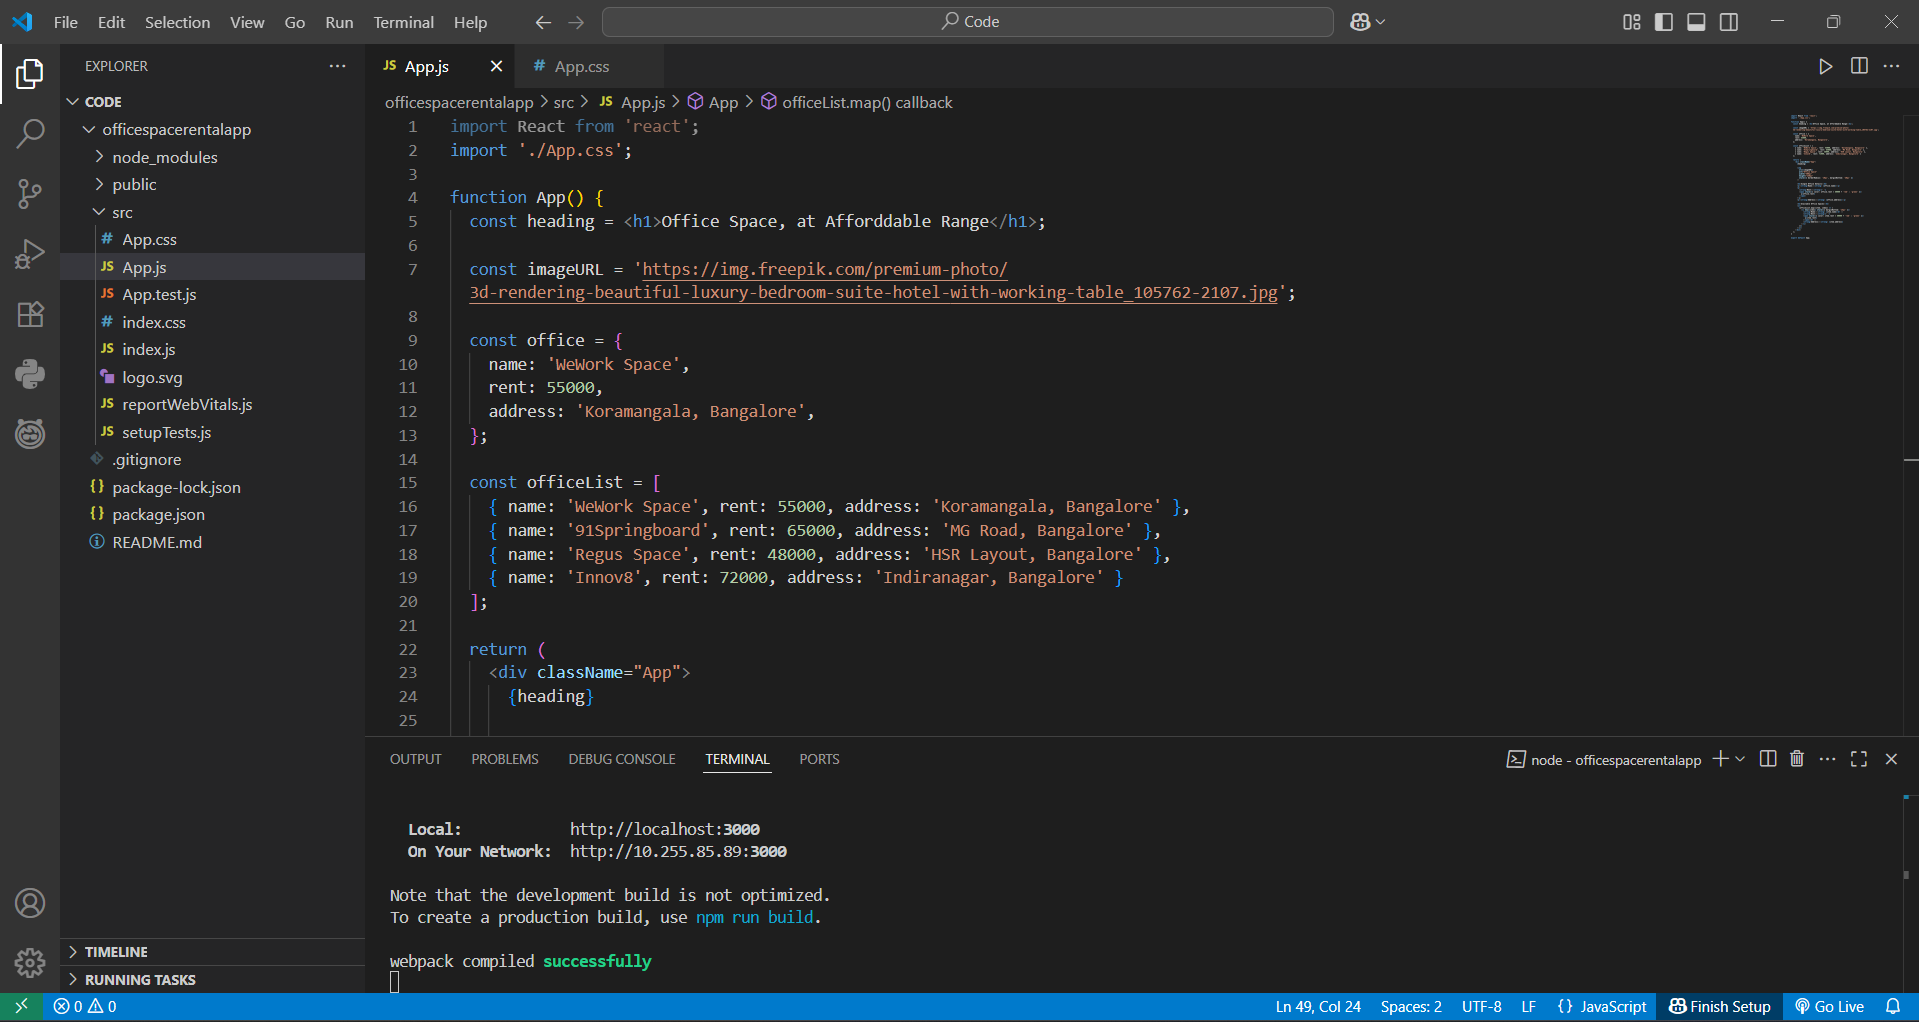 File Edit Selection View Go Run Terminal Help
Code
EXPLORER
CODE
officespacerentalapp
node_modules
public
src
# App.css
JS App.js
JS App.test.js
# index.css
JS index.js
logo.svg
JS reportWebVitals.js
JS setupTests.js
.gitignore
{} package-lock.json
{} package.json
README.md
TIMELINE
RUNNING TASKS
JS App.js
# App.css
officespacerentalapp > src > JS App.js > App > officeList.map() callback
1 import React from 'react';
2 import './App.css';
3
4 function App() {
5 const heading = <h1>Office Space, at Afforddable Range</h1>;
6
7 const imageURL = 'https://img.freepik.com/premium-photo/
3d-rendering-beautiful-luxury-bedroom-suite-hotel-with-working-table_105762-2107.jpg';
8
9 const office = {
10 name: 'WeWork Space',
11 rent: 55000,
12 address: 'Koramangala, Bangalore',
13 };
14
15 const officeList = [
16 { name: 'WeWork Space', rent: 55000, address: 'Koramangala, Bangalore' },
17 { name: '91Springboard', rent: 65000, address: 'MG Road, Bangalore' },
18 { name: 'Regus Space', rent: 48000, address: 'HSR Layout, Bangalore' },
19 { name: 'Innov8', rent: 72000, address: 'Indiranagar, Bangalore' }
20 ];
21
22 return (
23 <div className="App">
24 {heading}
25
OUTPUT PROBLEMS DEBUG CONSOLE TERMINAL PORTS
node - officespacerentalapp
Local: http://localhost:3000
On Your Network: http://10.255.85.89:3000
Note that the development build is not optimized.
To create a production build, use npm run build.
webpack compiled successfully
0 0
Ln 49, Col 24 Spaces: 2 UTF-8 LF {} JavaScript Finish Setup Go Live